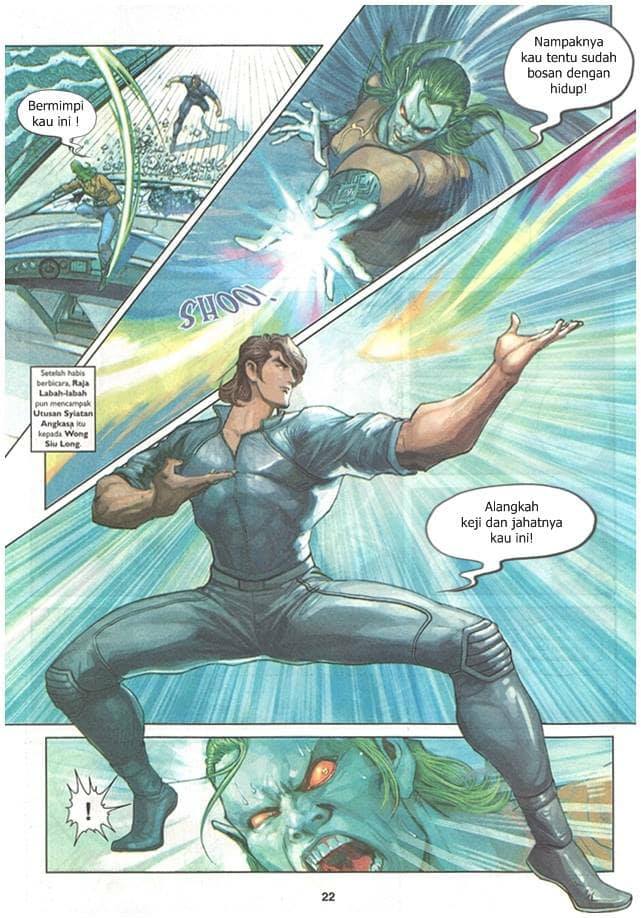 Bermimpi
kau ini !
Nampaknya
kau tentu sudah
bosan dengan
hidup!
SHOO!
Setelah habis
berbicara, Raja
Labah-labah
pun mencampak
Utusan Syiatan
Angkasa itu
kepada Wong
Siu Long.
Alangkah
keji dan jahatnya
kau ini!
!
22